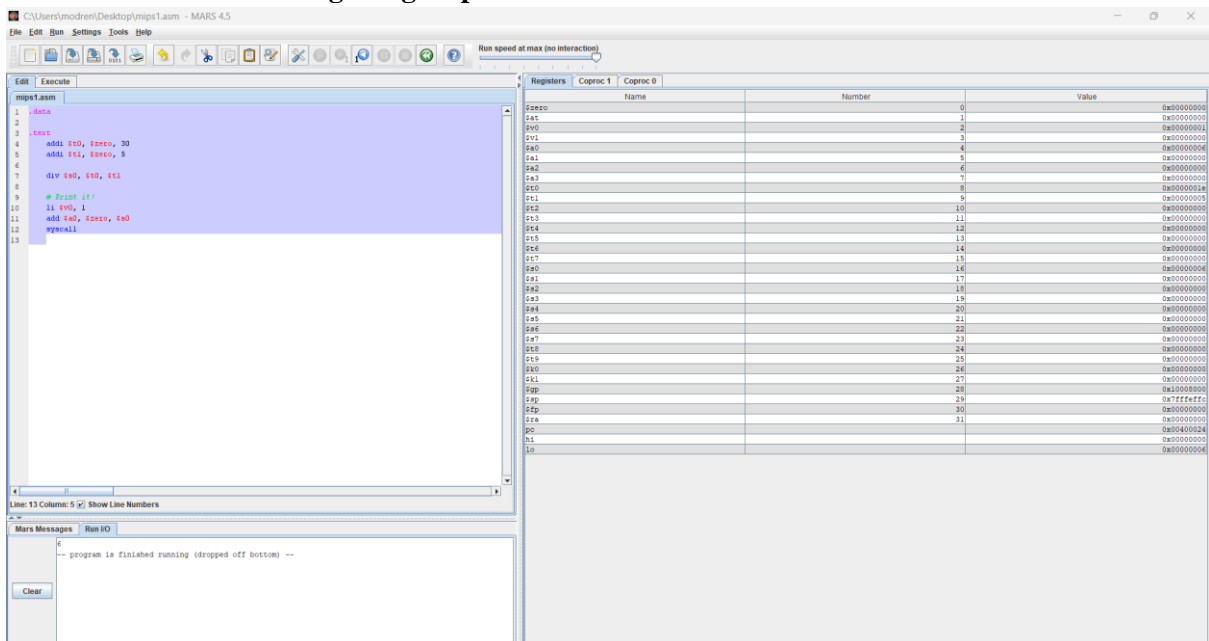 C:\Users\modren\Desktop\mips1.asm - MARS 4.5
File Edit Run Settings Tools Help
Run speed at max (no interaction)
Edit Execute
mips1.asm
1 .data
2
3 .text
4 addi $t0, $zero, 30
5 addi $t1, $zero, 5
6
7 div $s0, $t0, $t1
8
9 # Print it!
10 li $v0, 1
11 add $a0, $zero, $s0
12 syscall
13
Line: 13 Column: 5 Show Line Numbers
Mars Messages Run I/O
6
-- program is finished running (dropped off bottom) --
Clear
Registers Coproc 1 Coproc 0
Name Number Value
$zero 0 0x00000000
$at 1 0x00000000
$v0 2 0x00000001
$v1 3 0x00000000
$a0 4 0x00000006
$a1 5 0x00000000
$a2 6 0x00000000
$a3 7 0x00000000
$t0 8 0x0000001e
$t1 9 0x00000005
$t2 10 0x00000000
$t3 11 0x00000000
$t4 12 0x00000000
$t5 13 0x00000000
$t6 14 0x00000000
$t7 15 0x00000000
$s0 16 0x00000006
$s1 17 0x00000000
$s2 18 0x00000000
$s3 19 0x00000000
$s4 20 0x00000000
$s5 21 0x00000000
$s6 22 0x00000000
$s7 23 0x00000000
$t8 24 0x00000000
$t9 25 0x00000000
$k0 26 0x00000000
$k1 27 0x00000000
$gp 28 0x10008000
$sp 29 0x7fffeffc
$fp 30 0x00000000
$ra 31 0x00000000
pc 0x00400024
hi 0x00000000
lo 0x00000006